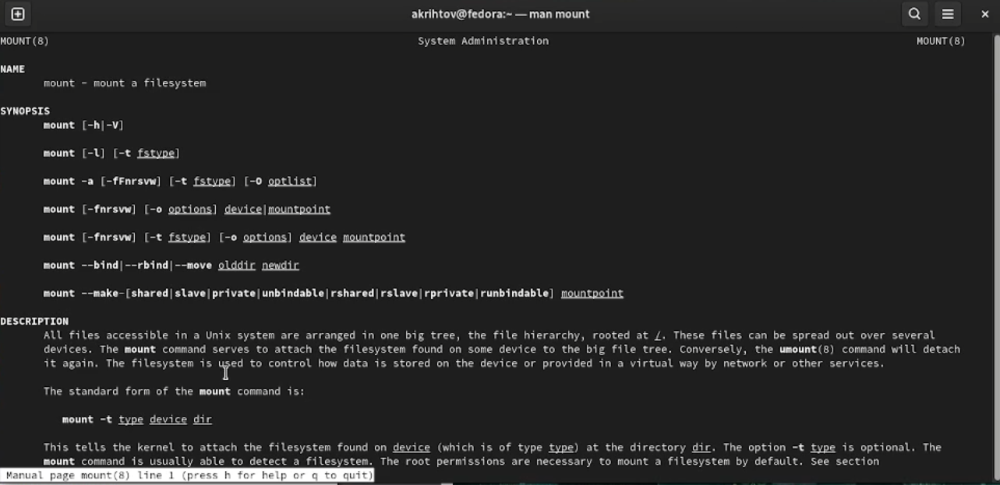 akrihtov@fedora:~ — man mount
MOUNT(8) System Administration MOUNT(8)
NAME
mount - mount a filesystem
SYNOPSIS
mount [-h|-V]
mount [-l] [-t fstype]
mount -a [-fFnrsvw] [-t fstype] [-O optlist]
mount [-fnrsvw] [-o options] device|mountpoint
mount [-fnrsvw] [-t fstype] [-o options] device mountpoint
mount --bind|--rbind|--move olddir newdir
mount --make-[shared|slave|private|unbindable|rshared|rslave|rprivate|runbindable] mountpoint
DESCRIPTION
All files accessible in a Unix system are arranged in one big tree, the file hierarchy, rooted at /. These files can be spread out over several
devices. The mount command serves to attach the filesystem found on some device to the big file tree. Conversely, the umount(8) command will detach
it again. The filesystem is used to control how data is stored on the device or provided in a virtual way by network or other services.
The standard form of the mount command is:
mount -t type device dir
This tells the kernel to attach the filesystem found on device (which is of type type) at the directory dir. The option -t type is optional. The
mount command is usually able to detect a filesystem. The root permissions are necessary to mount a filesystem by default. See section
Manual page mount(8) line 1 (press h for help or q to quit)